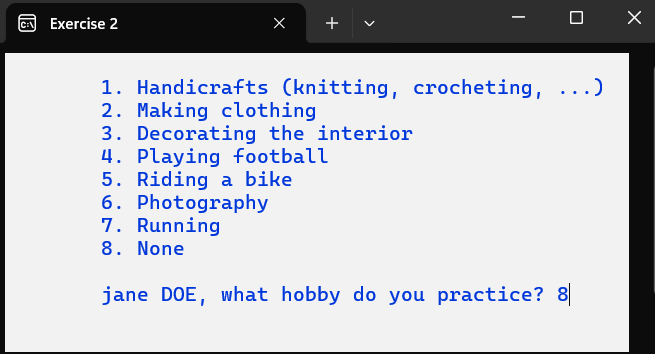 Exercise 2
1. Handicrafts (knitting, crocheting, ...)
2. Making clothing
3. Decorating the interior
4. Playing football
5. Riding a bike
6. Photography
7. Running
8. None
jane DOE, what hobby do you practice? 8